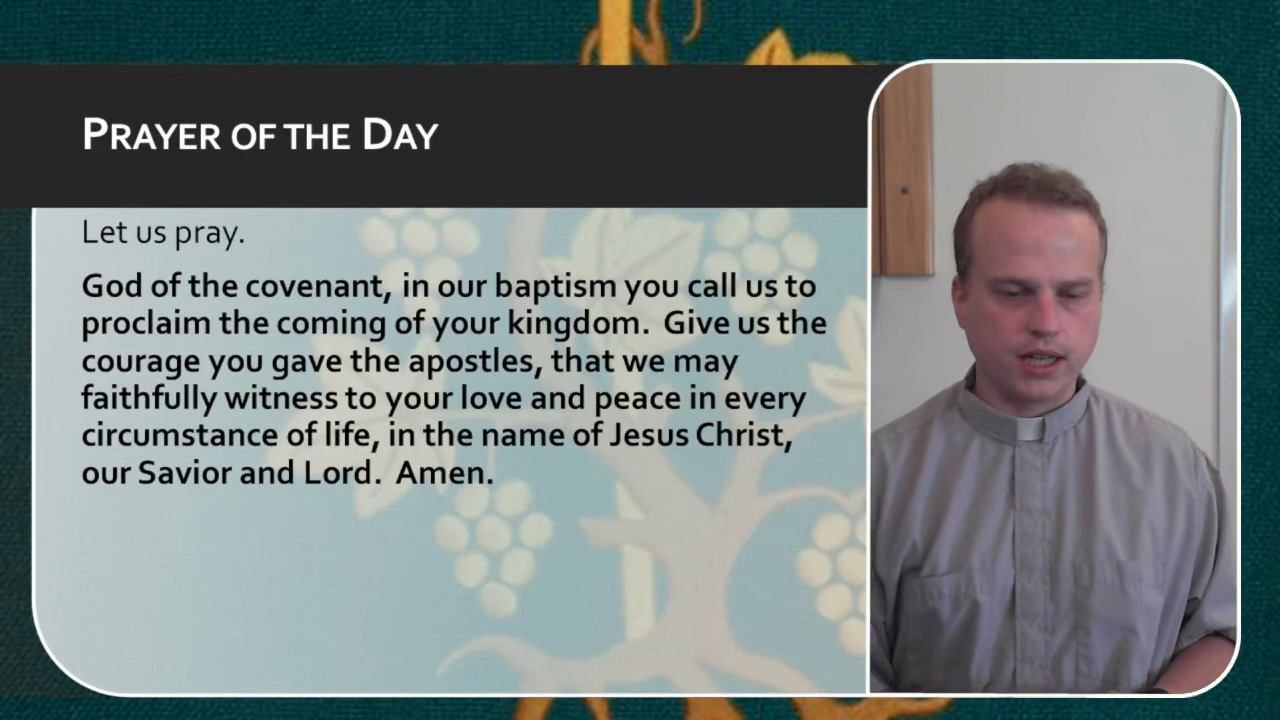 PRAYER OF THE DAY
Let us pray.
God of the covenant, in our baptism you call us to
proclaim the coming of your kingdom.  Give us the
courage you gave the apostles, that we may
faithfully witness to your love and peace in every
circumstance of life, in the name of Jesus Christ,
our Savior and Lord.  Amen.